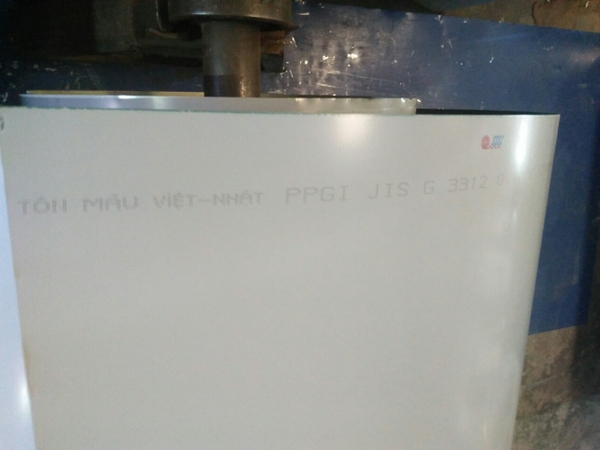 TÔN MÀU VIỆT-NHẬT PPGI JIS G 3312